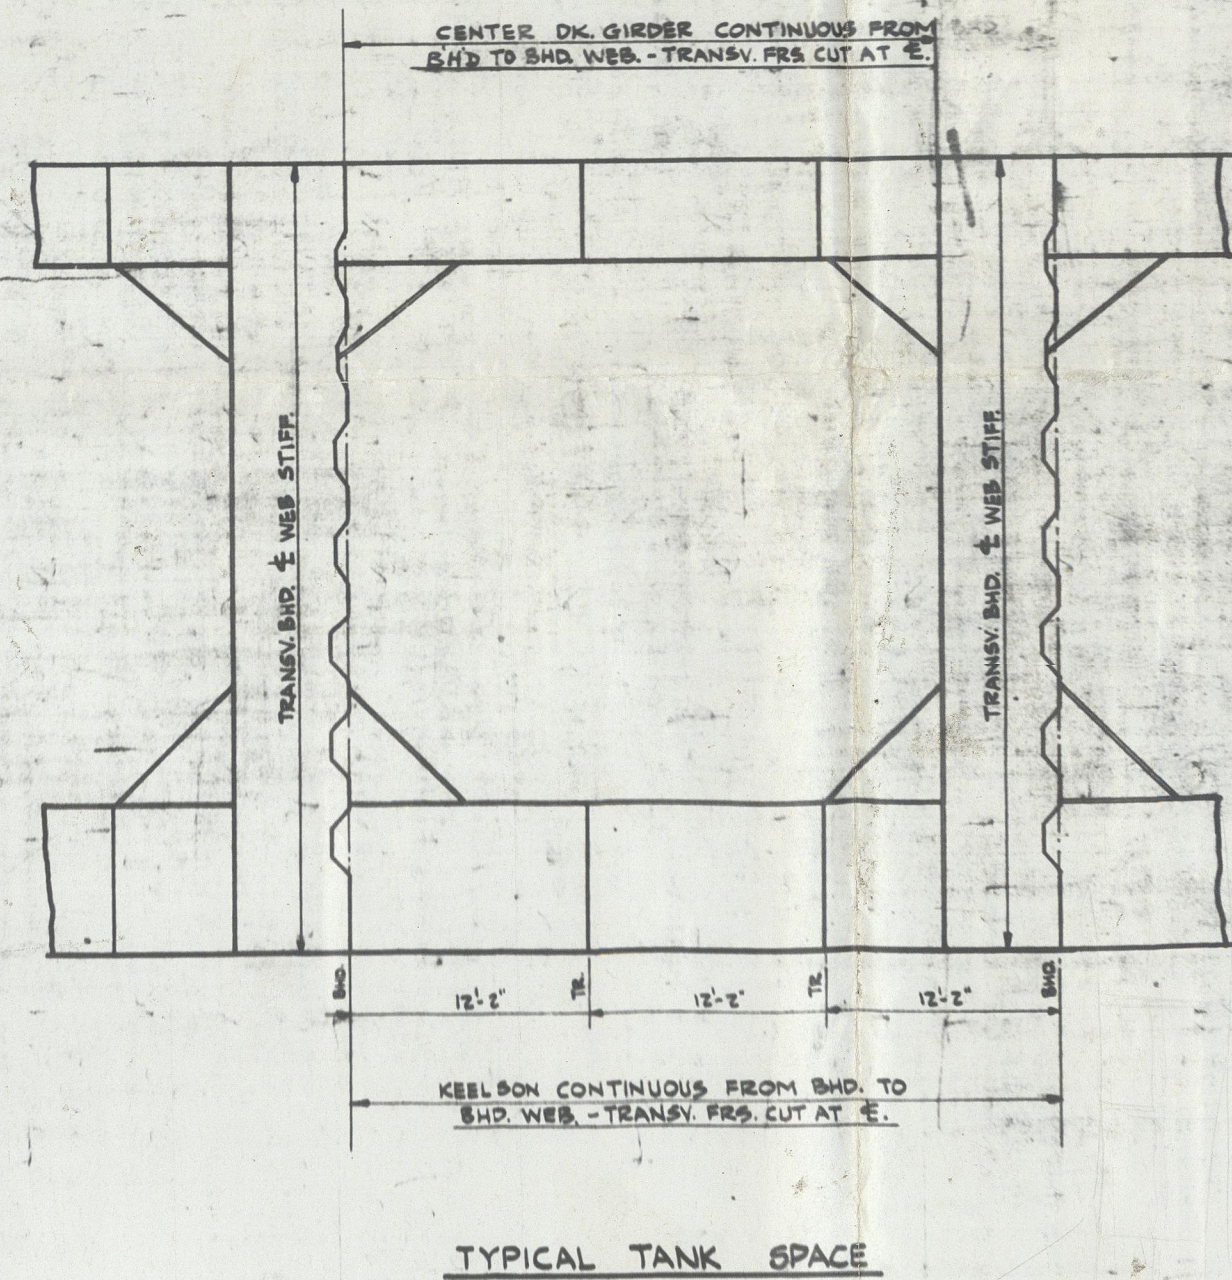 CENTER DK. GIRDER CONTINUOUS FROM
BHD TO BHD. WEB. - TRANSV. FRS CUT AT ℄.
TRANSV. BHD. ℄ WEB STIFF.
TRANSV. BHD. ℄ WEB STIFF.
BHD.
TR.
TR.
BHD.
12'-2"
12'-2"
12'-2"
KEELSON CONTINUOUS FROM BHD. TO
BHD. WEB. - TRANSV. FRS. CUT AT ℄.
TYPICAL TANK SPACE